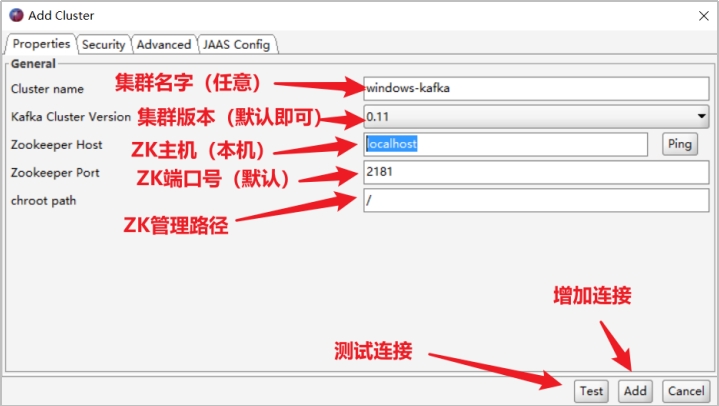 Add Cluster
Properties Security Advanced JAAS Config
General
集群名字（任意）
Cluster name windows-kafka
Kafka Cluster Version 集群版本（默认即可） 0.11
Zookeeper Host ZK主机（本机） localhost Ping
Zookeeper Port ZK端口号（默认） 2181
chroot path /
ZK管理路径
增加连接
测试连接
Test Add Cancel